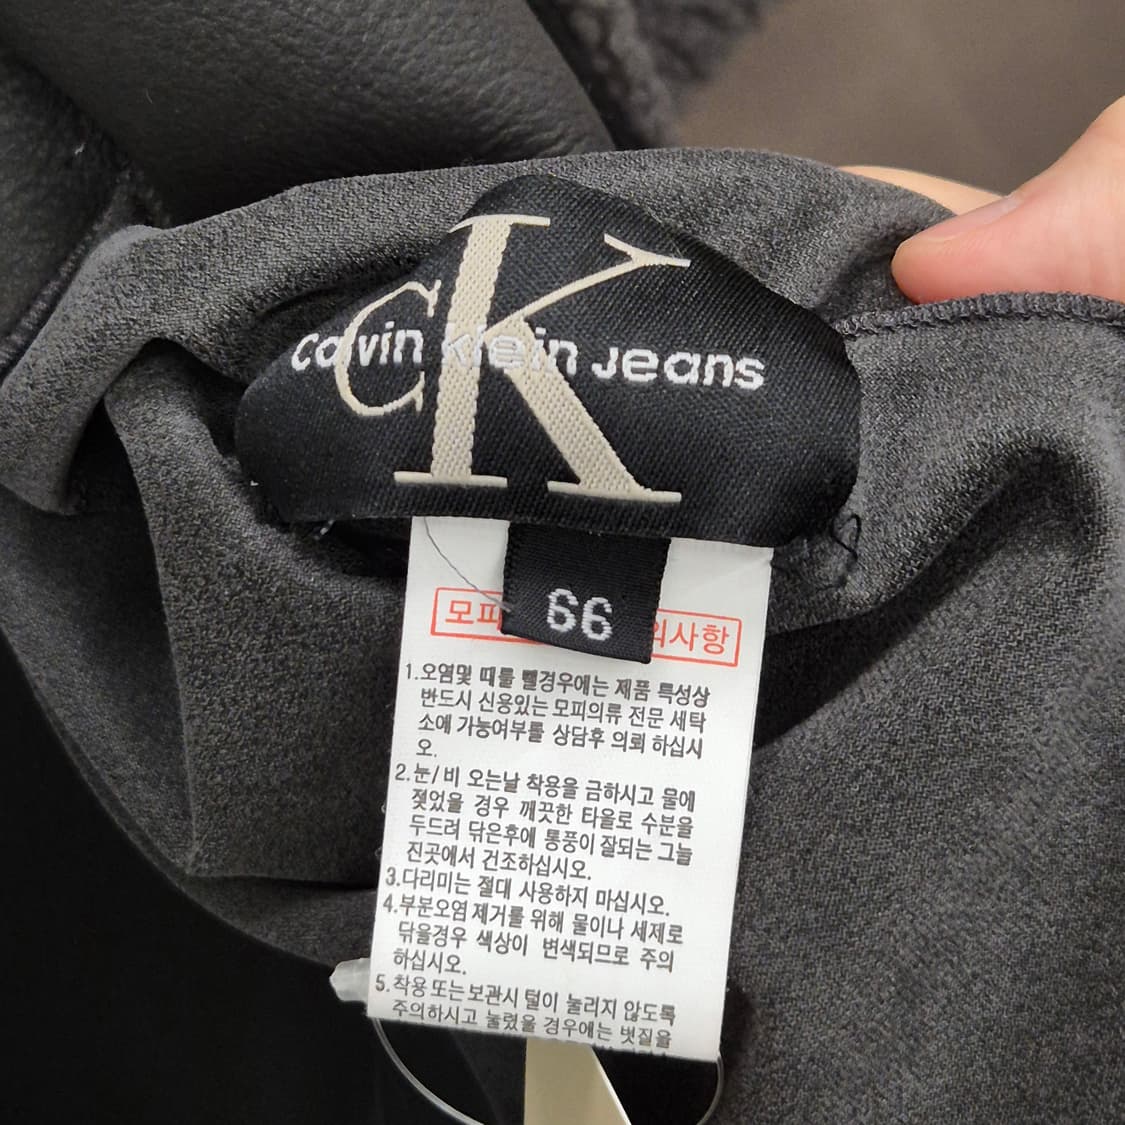 CK
Calvin Klein Jeans
66
모피 의사항
1.오염및 때를 뺄경우에는 제품 특성상
반드시 신용있는 모피의류 전문 세탁
소에 가능여부를 상담후 의뢰 하십시
오.
2.눈/비 오는날 착용을 금하시고 물에
젖었을 경우 깨끗한 타올로 수분을
두드려 닦은후에 통풍이 잘되는 그늘
진곳에서 건조하십시오.
3.다리미는 절대 사용하지 마십시오.
4.부분오염 제거를 위해 물이나 세제로
닦을경우 색상이 변색되므로 주의
하십시오.
5.착용 또는 보관시 털이 눌리지 않도록
주의하시고 눌렸을 경우에는 볏질을